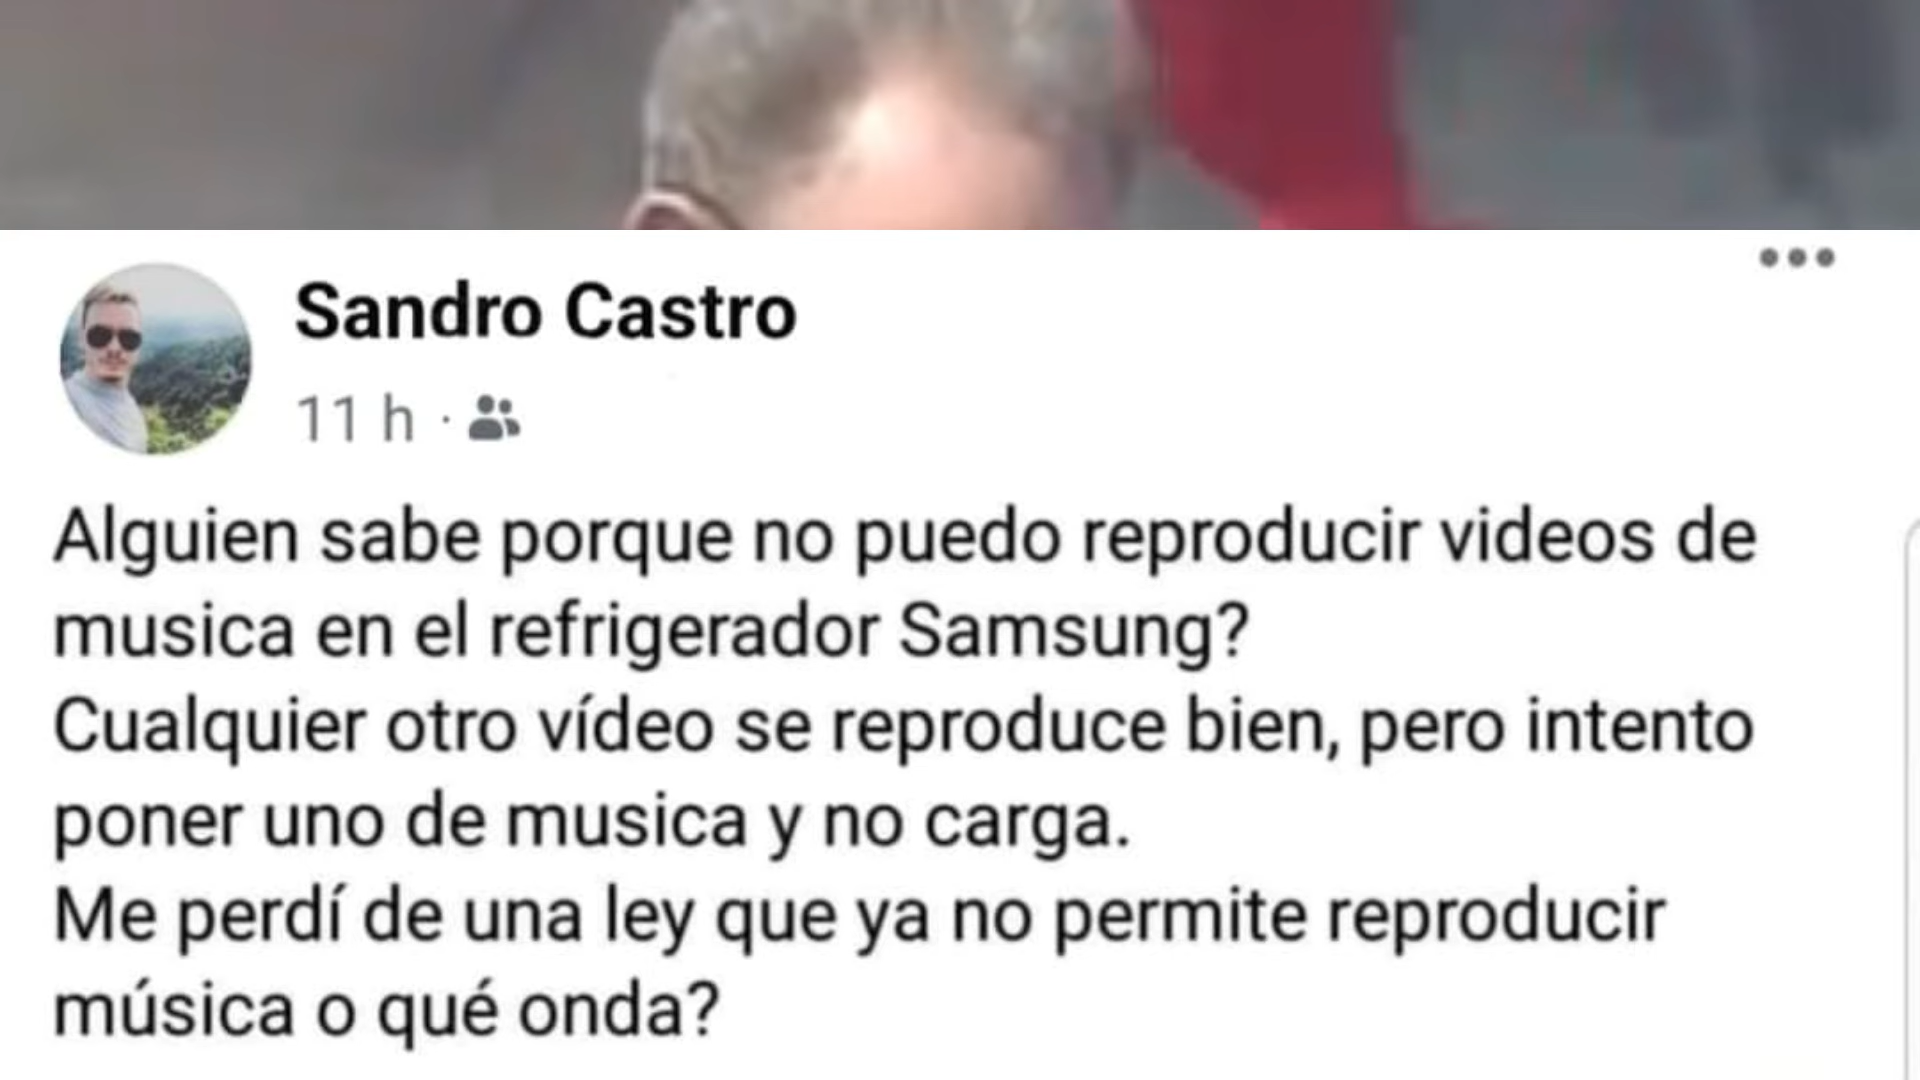 Sandro Castro
11 h ·
Alguien sabe porque no puedo reproducir videos de
musica en el refrigerador Samsung?
Cualquier otro vídeo se reproduce bien, pero intento
poner uno de musica y no carga.
Me perdí de una ley que ya no permite reproducir
música o qué onda?